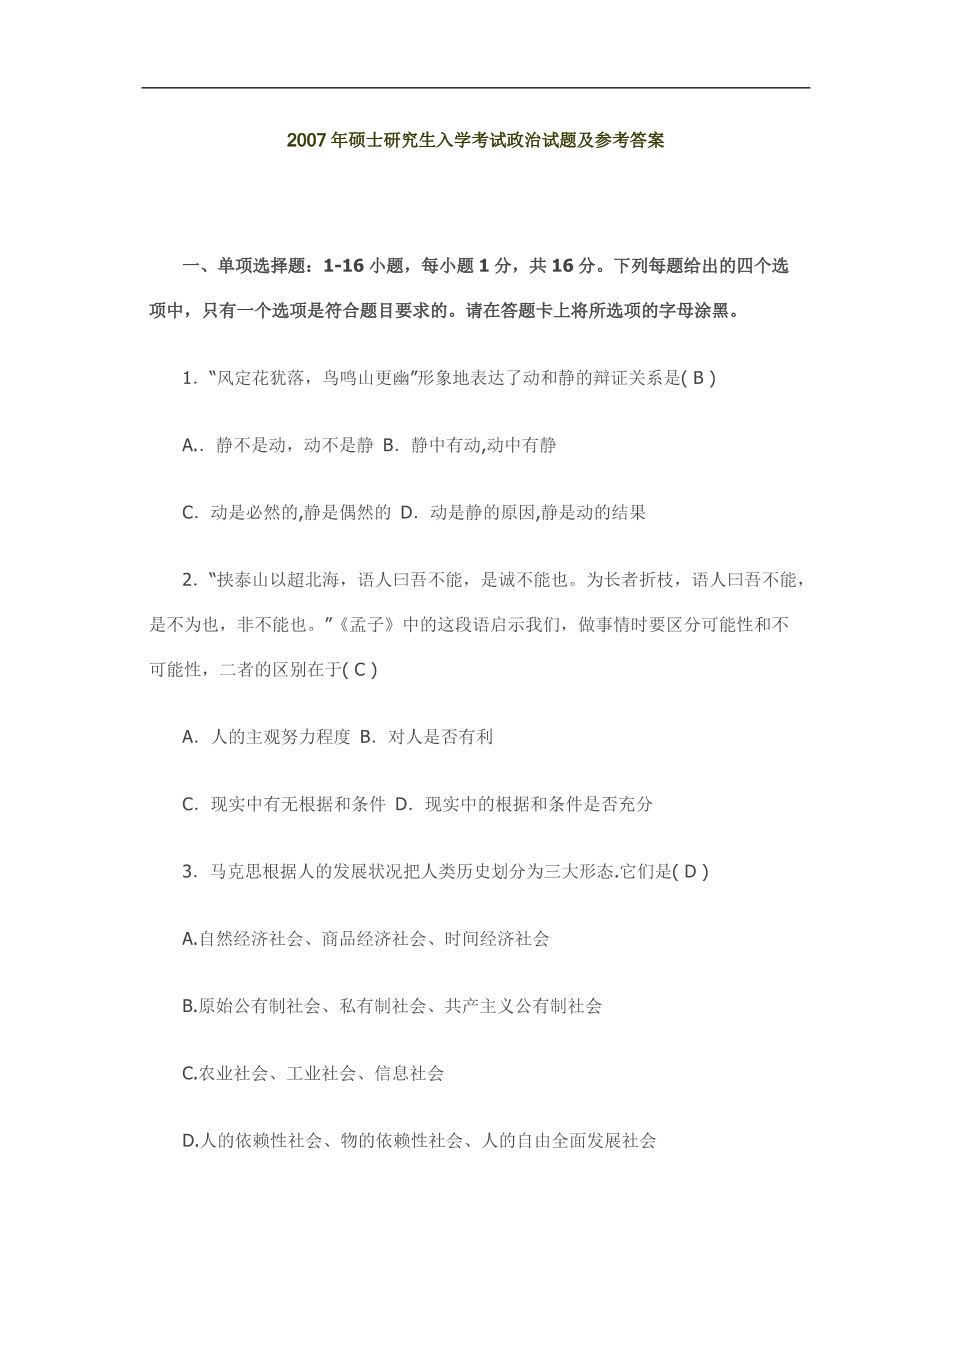 2007 年硕士研究生入学考试政治试题及参考答案
一、单项选择题：1-16 小题，每小题 1 分，共 16 分。下列每题给出的四个选
项中，只有一个选项是符合题目要求的。请在答题卡上将所选项的字母涂黑。
1．“风定花犹落，鸟鸣山更幽”形象地表达了动和静的辩证关系是( B )
A.．静不是动，动不是静 B．静中有动,动中有静
C．动是必然的,静是偶然的 D．动是静的原因,静是动的结果
2．“挟泰山以超北海，语人曰吾不能，是诚不能也。为长者折枝，语人曰吾不能，
是不为也，非不能也。”《孟子》中的这段语启示我们，做事情时要区分可能性和不
可能性，二者的区别在于( C )
A．人的主观努力程度 B．对人是否有利
C．现实中有无根据和条件 D．现实中的根据和条件是否充分
3．马克思根据人的发展状况把人类历史划分为三大形态.它们是( D )
A.自然经济社会、商品经济社会、时间经济社会
B.原始公有制社会、私有制社会、共产主义公有制社会
C.农业社会、工业社会、信息社会
D.人的依赖性社会、物的依赖性社会、人的自由全面发展社会